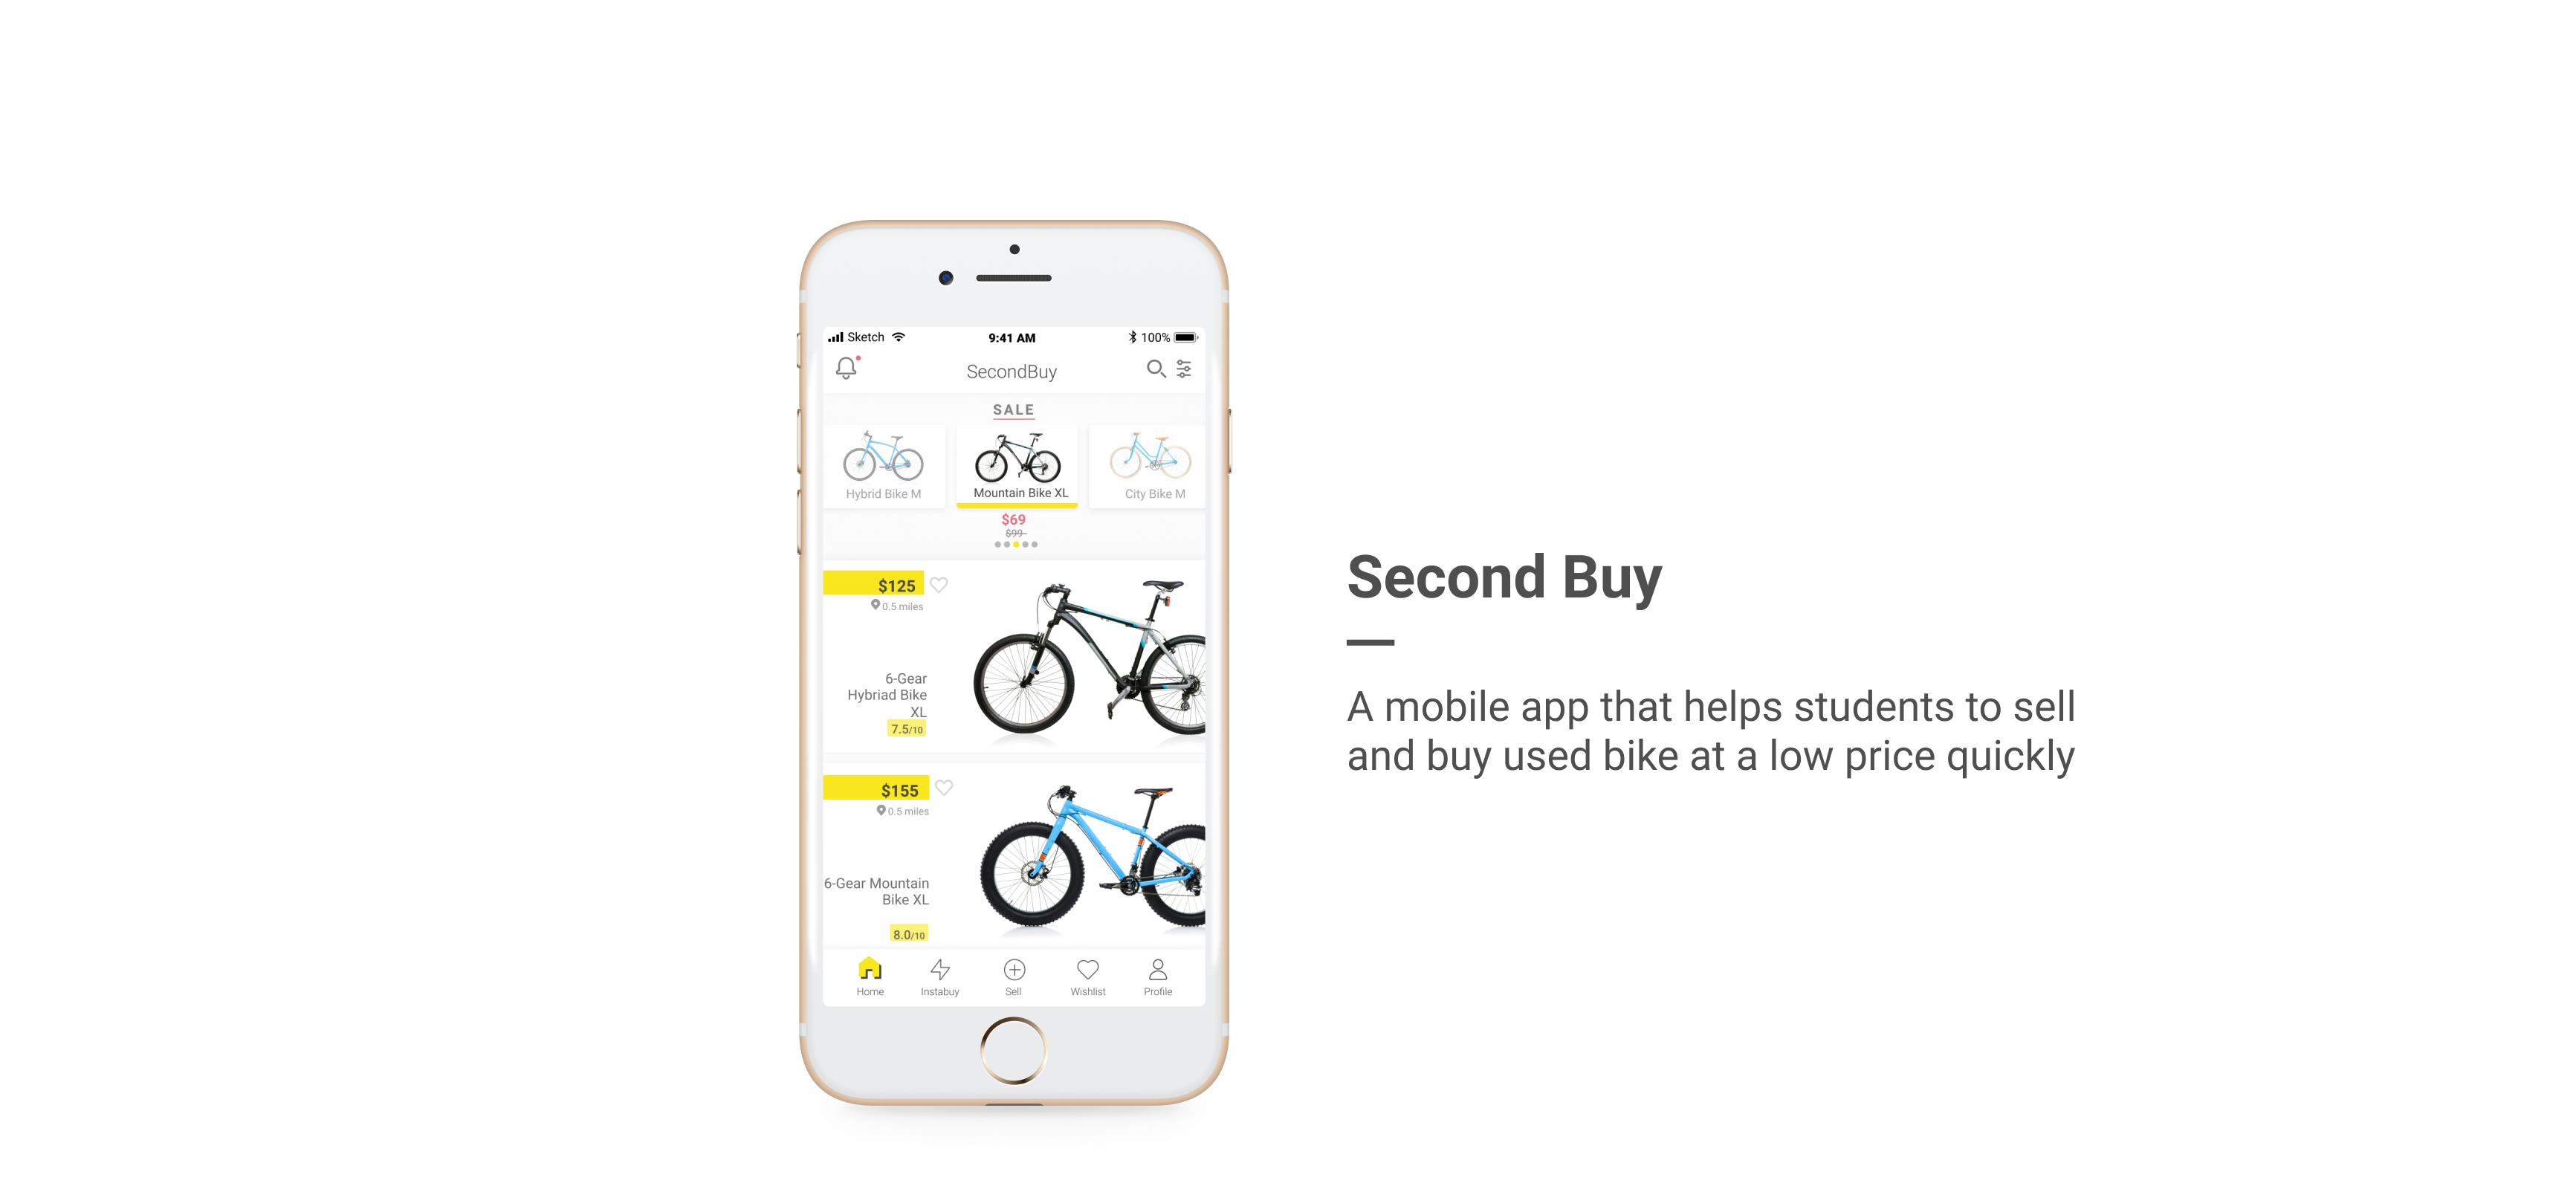 Sketch
9:41 AM
100%
SecondBuy
SALE
Hybrid Bike M
Mountain Bike XL
City Bike M
$69
$99
$125
0.5 miles
6-Gear
Hybriad Bike
XL
7.5/10
$155
0.5 miles
6-Gear Mountain
Bike XL
8.0/10
Home
Instabuy
Sell
Wishlist
Profile
Second Buy
A mobile app that helps students to sell
and buy used bike at a low price quickly